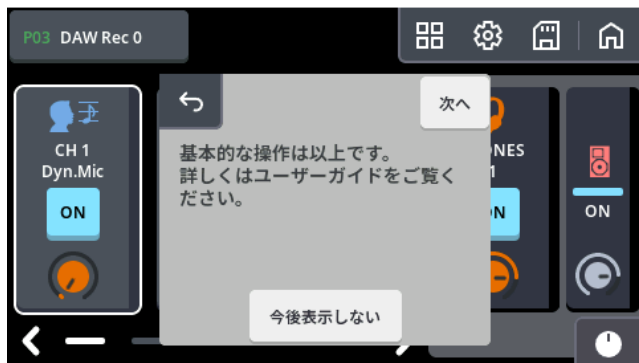 P03 DAW Rec 0
次へ
基本的な操作は以上です。
詳しくはユーザーガイドをご覧く
ださい。
今後表示しない
CH 1
Dyn.Mic
ON
NES
1
N
ON